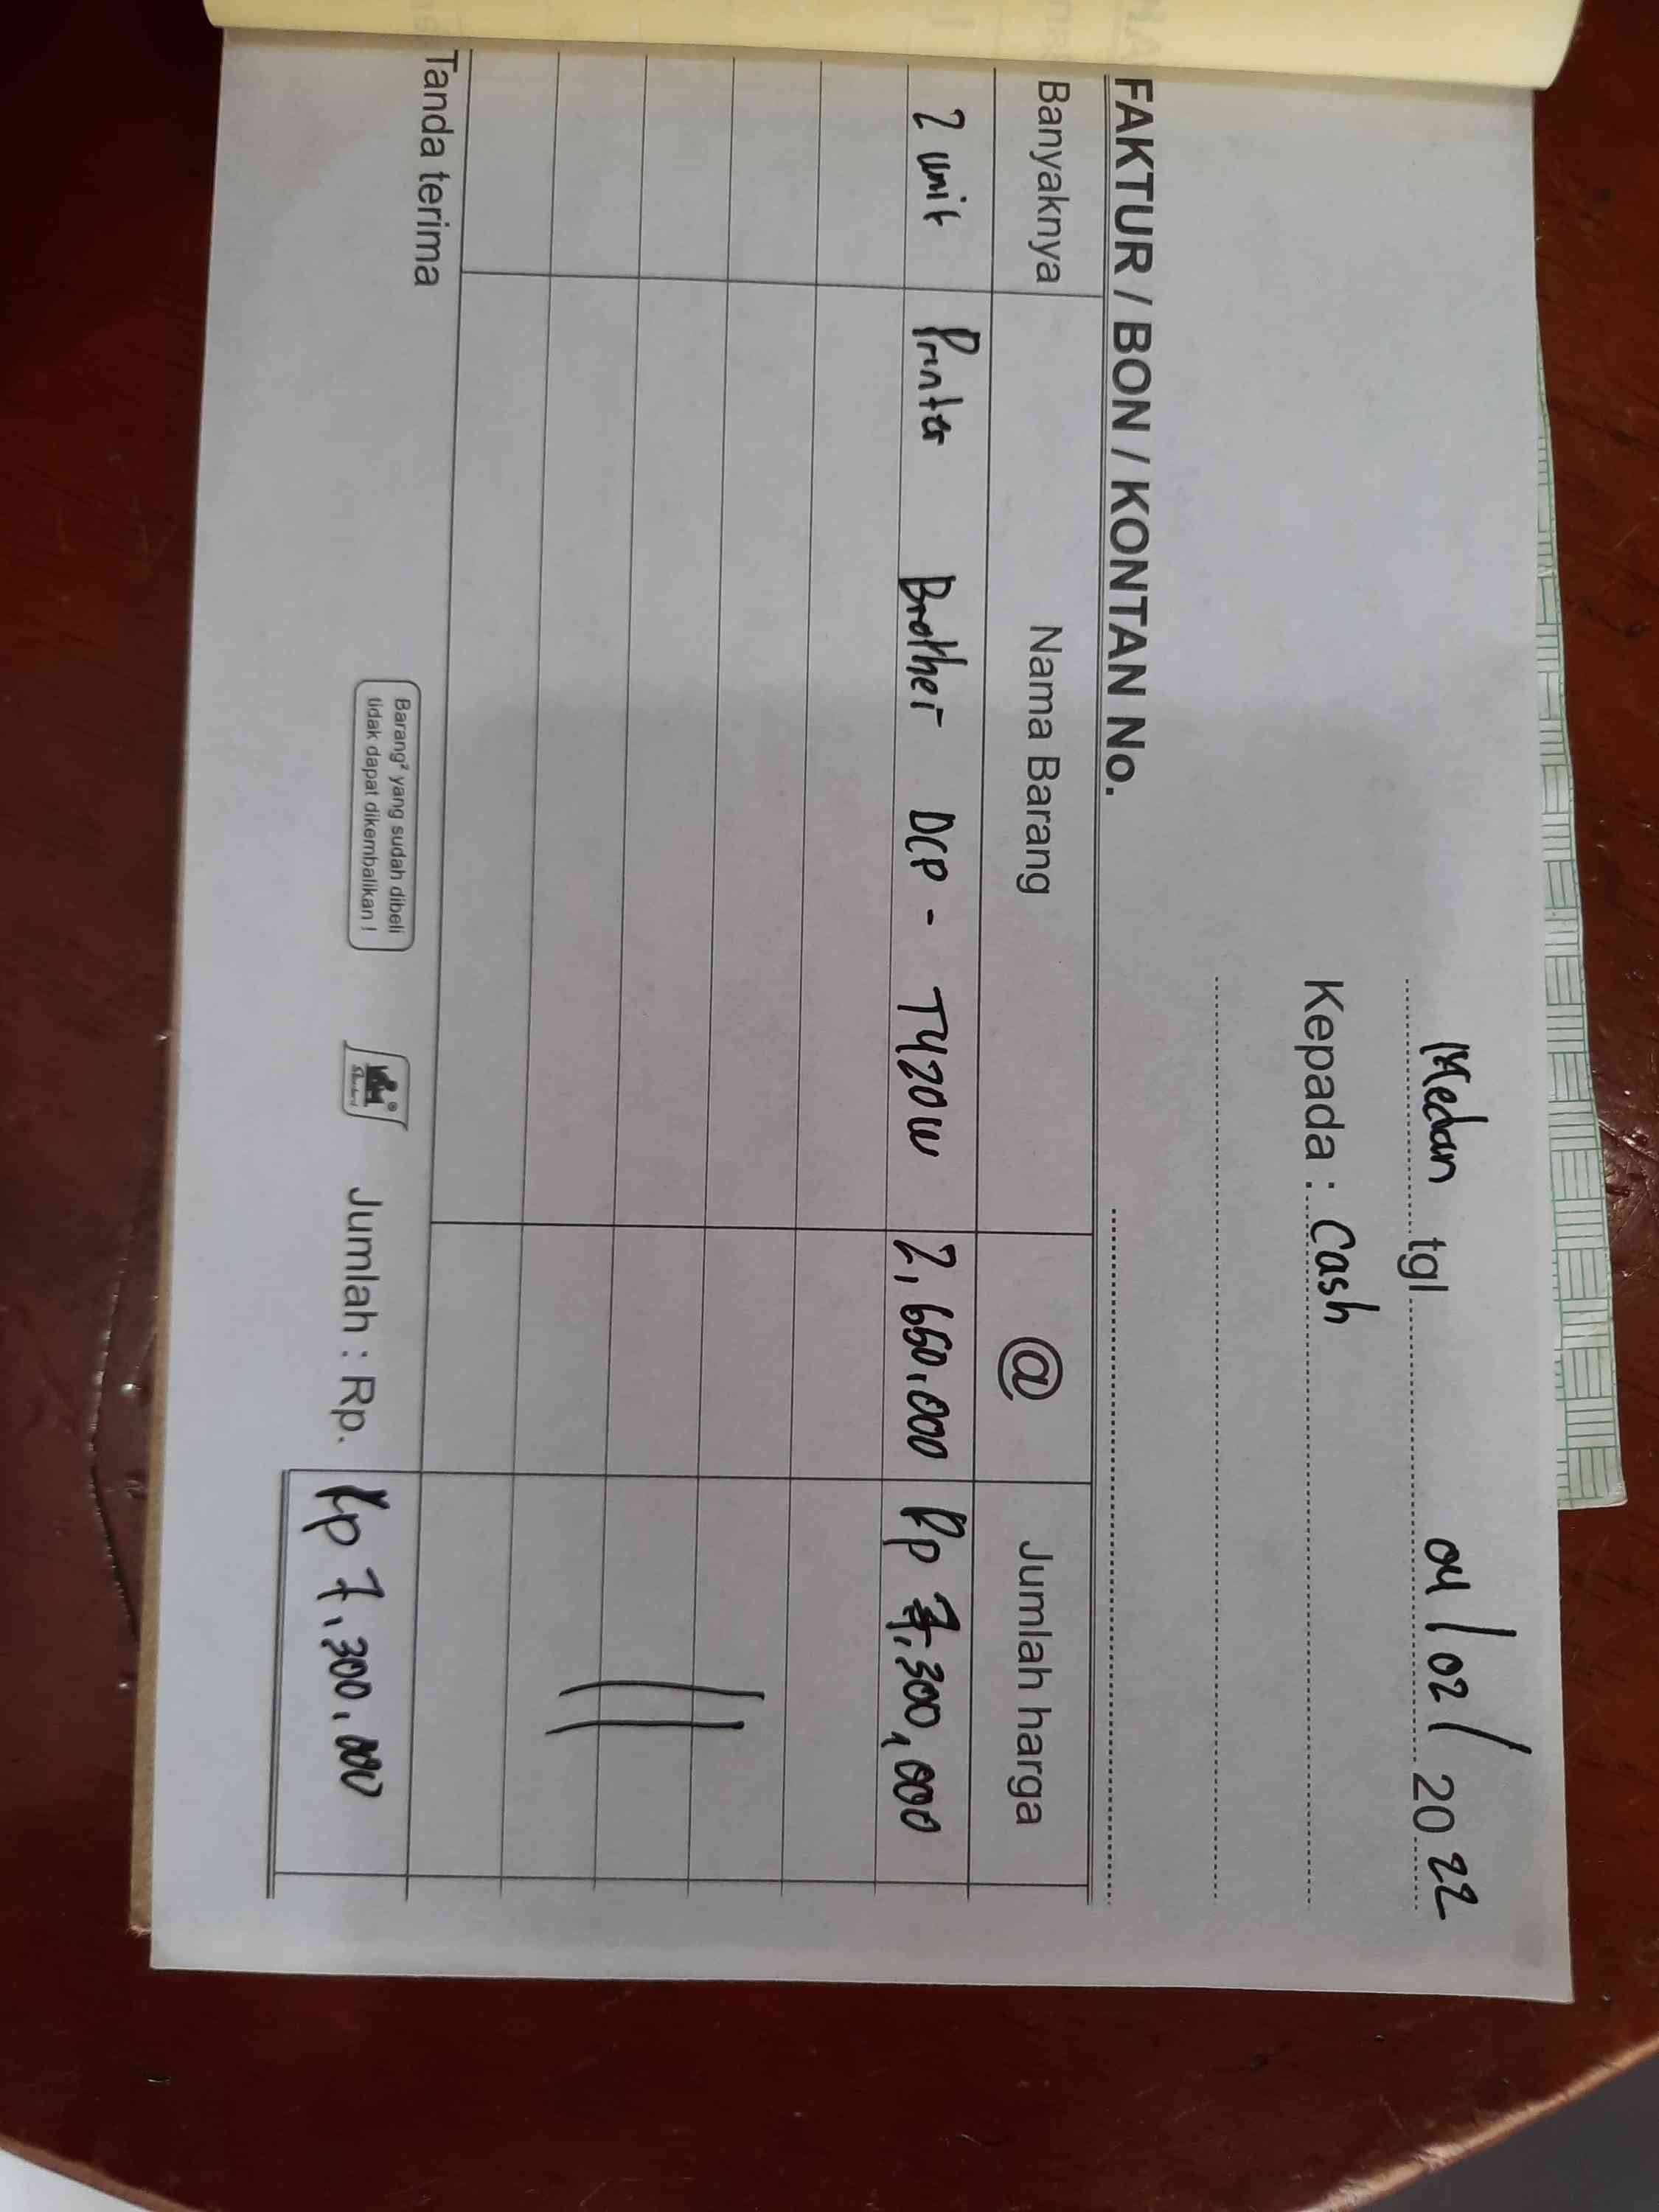 Medan tgl 04/02/2022
Kepada : Cash
FAKTUR / BON / KONTAN No.
Banyaknya Nama Barang @ Jumlah harga
2 unit Printer Brother DCP - T420W 2,650.000 Rp 7,300,000
Tanda terima
Barang² yang sudah dibeli
tidak dapat dikembalikan !
Jumlah : Rp. Rp 7,300.000